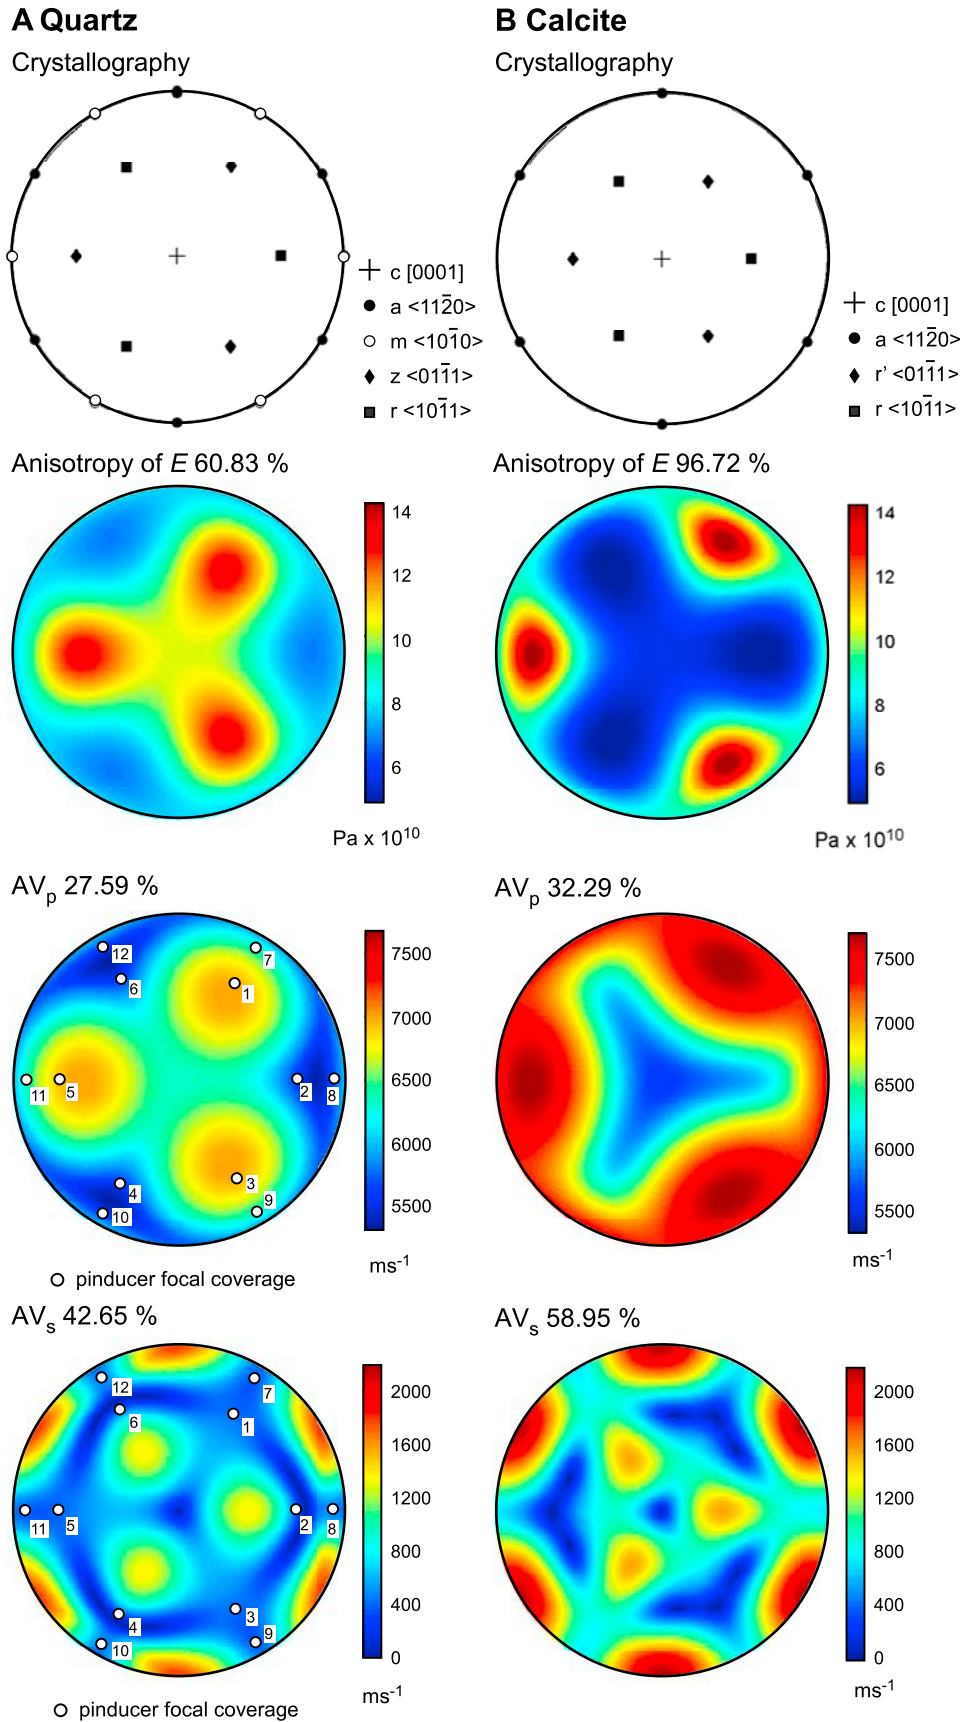 A Quartz
Crystallography
c [0001]
a <112̅0>
m <101̅0>
z <011̅1>
r <101̅1>
Anisotropy of E 60.83 %
14
12
10
8
6
Pa x 10¹⁰
AVp 27.59 %
12
7
6
1
11
5
2
8
4
3
10
9
7500
7000
6500
6000
5500
ms⁻¹
pinducer focal coverage
AVs 42.65 %
12
7
6
1
11
5
2
8
4
3
10
9
2000
1600
1200
800
400
0
ms⁻¹
pinducer focal coverage
B Calcite
Crystallography
c [0001]
a <112̅0>
r’ <011̅1>
r <101̅1>
Anisotropy of E 96.72 %
14
12
10
8
6
Pa x 10¹⁰
AVp 32.29 %
7500
7000
6500
6000
5500
ms⁻¹
AVs 58.95 %
2000
1600
1200
800
400
0
ms⁻¹